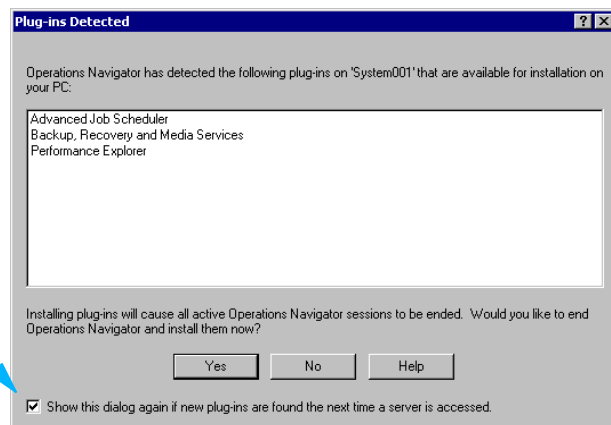 Plug-ins Detected
Operations Navigator has detected the following plug-ins on 'System001' that are available for installation on
your PC:
Advanced Job Scheduler
Backup, Recovery and Media Services
Performance Explorer
Installing plug-ins will cause all active Operations Navigator sessions to be ended. Would you like to end
Operations Navigator and install them now?
Yes No Help
Show this dialog again if new plug-ins are found the next time a server is accessed.